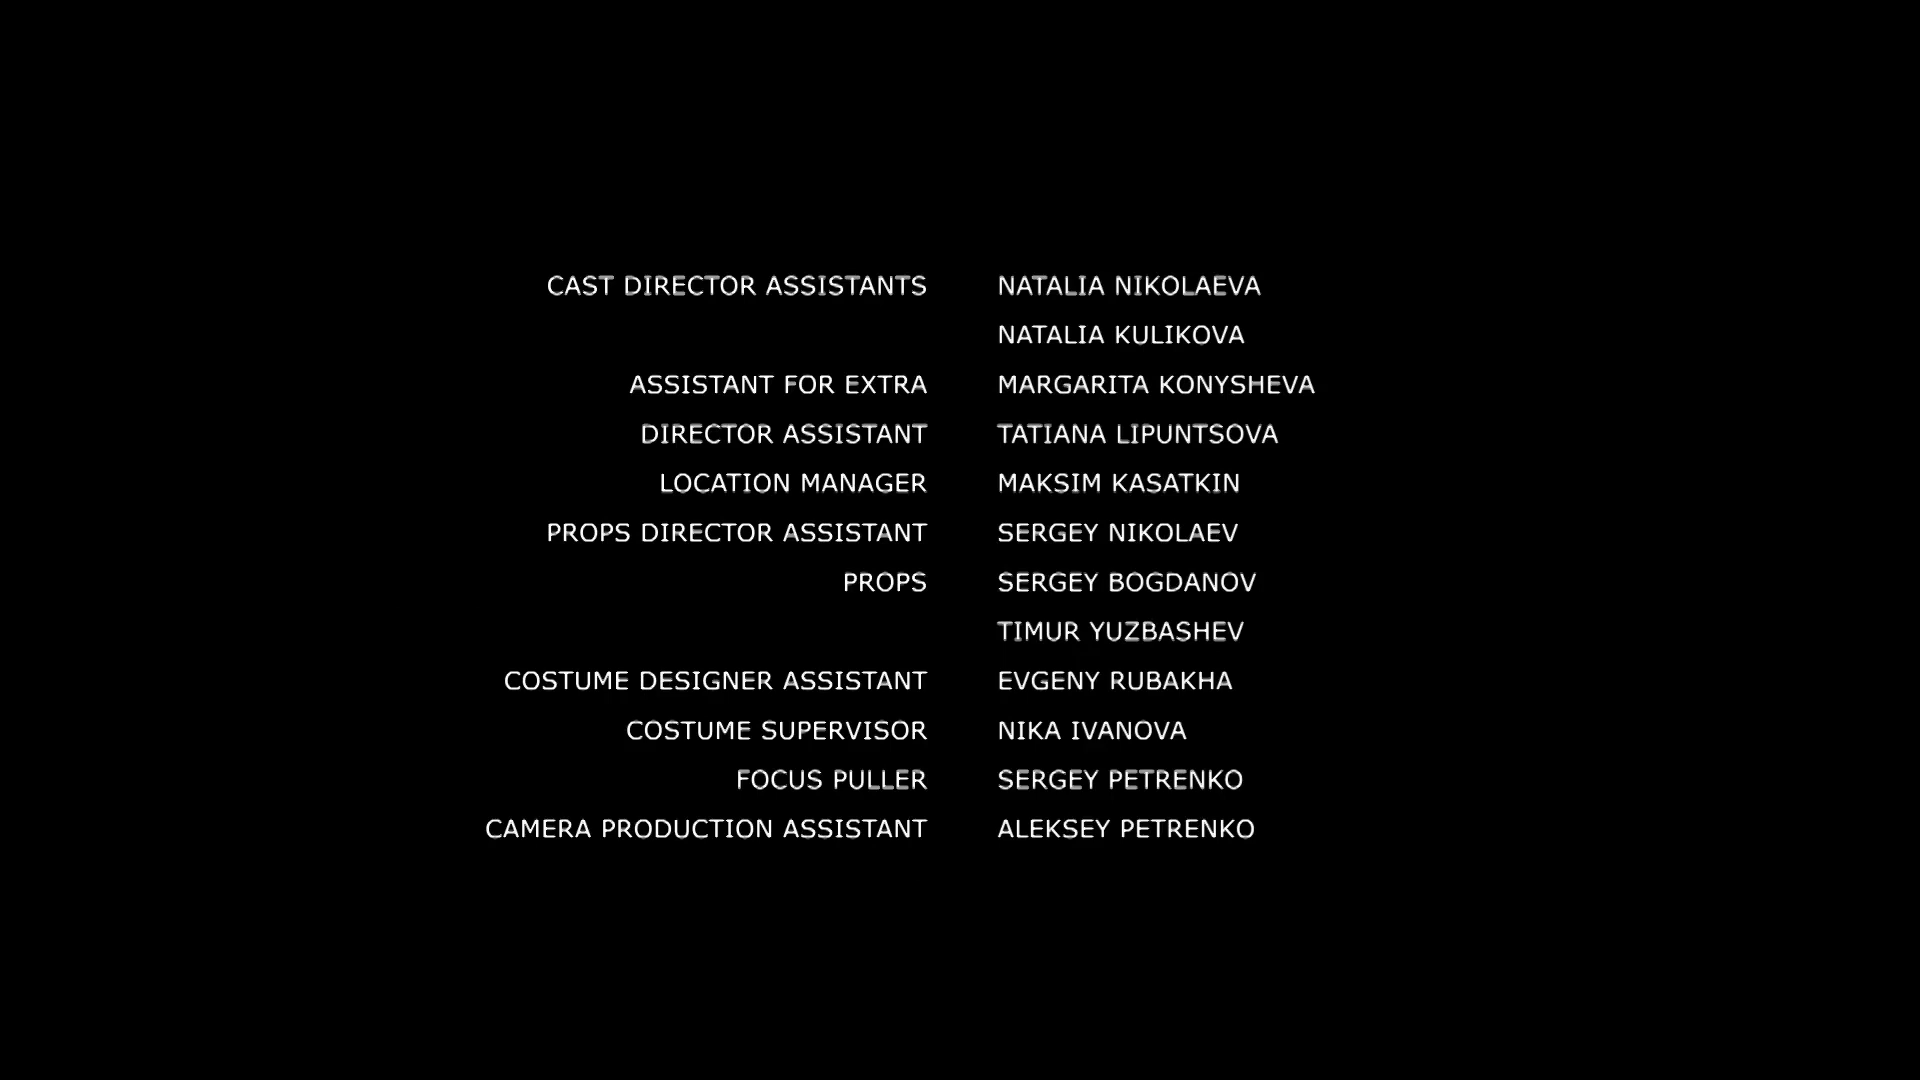 CAST DIRECTOR ASSISTANTS NATALIA NIKOLAEVA
NATALIA KULIKOVA
ASSISTANT FOR EXTRA MARGARITA KONYSHEVA
DIRECTOR ASSISTANT TATIANA LIPUNTSOVA
LOCATION MANAGER MAKSIM KASATKIN
PROPS DIRECTOR ASSISTANT SERGEY NIKOLAEV
PROPS SERGEY BOGDANOV
TIMUR YUZBASHEV
COSTUME DESIGNER ASSISTANT EVGENY RUBAKHA
COSTUME SUPERVISOR NIKA IVANOVA
FOCUS PULLER SERGEY PETRENKO
CAMERA PRODUCTION ASSISTANT ALEKSEY PETRENKO